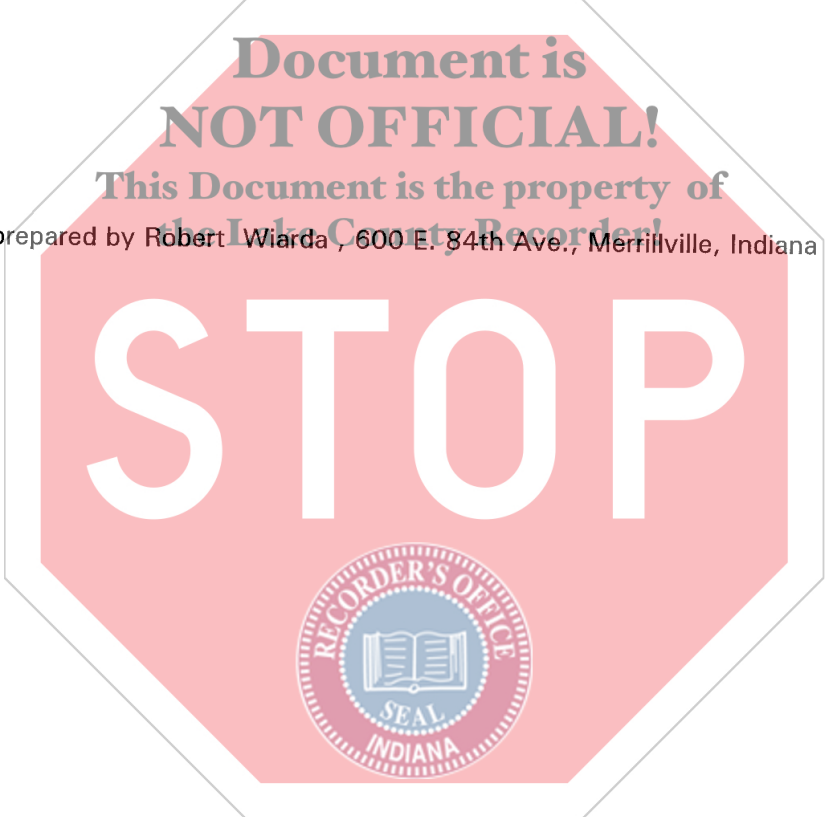 Document is
NOT OFFICIAL!
This Document is the property of
the Lake County Recorder!
prepared by Robert Wiarda , 600 E. 84th Ave., Merrillville, Indiana
STOP
RECORDER'S OFFICE
SEAL
INDIANA